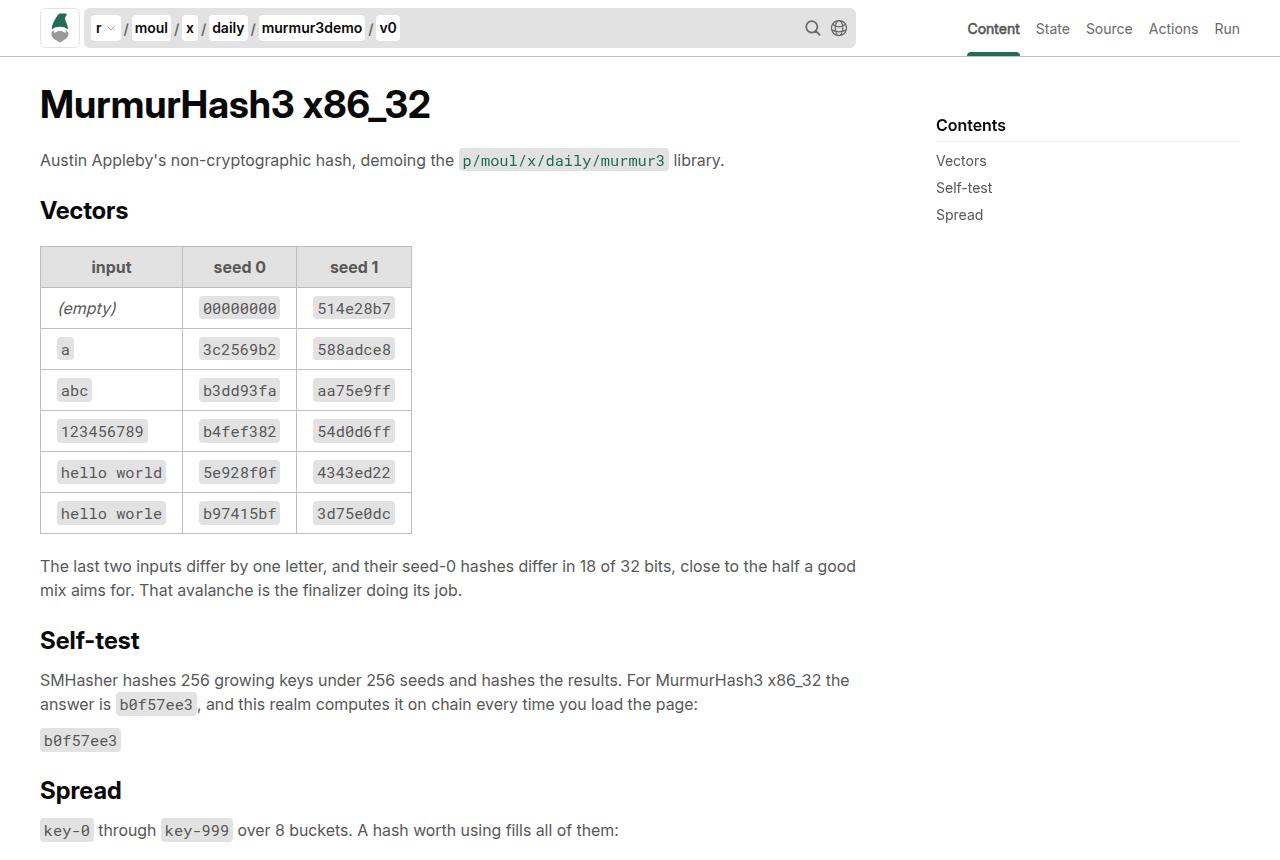 r / moul / x / daily / murmur3demo / v0
Content State Source Actions Run
MurmurHash3 x86_32
Austin Appleby's non-cryptographic hash, demoing the p/moul/x/daily/murmur3 library.
Contents
Vectors
Self-test
Spread
Vectors
input seed 0 seed 1
(empty) 00000000 514e28b7
a 3c2569b2 588adce8
abc b3dd93fa aa75e9ff
123456789 b4fef382 54d0d6ff
hello world 5e928f0f 4343ed22
hello worle b97415bf 3d75e0dc
The last two inputs differ by one letter, and their seed-0 hashes differ in 18 of 32 bits, close to the half a good
mix aims for. That avalanche is the finalizer doing its job.
Self-test
SMHasher hashes 256 growing keys under 256 seeds and hashes the results. For MurmurHash3 x86_32 the
answer is b0f57ee3, and this realm computes it on chain every time you load the page:
b0f57ee3
Spread
key-0 through key-999 over 8 buckets. A hash worth using fills all of them: